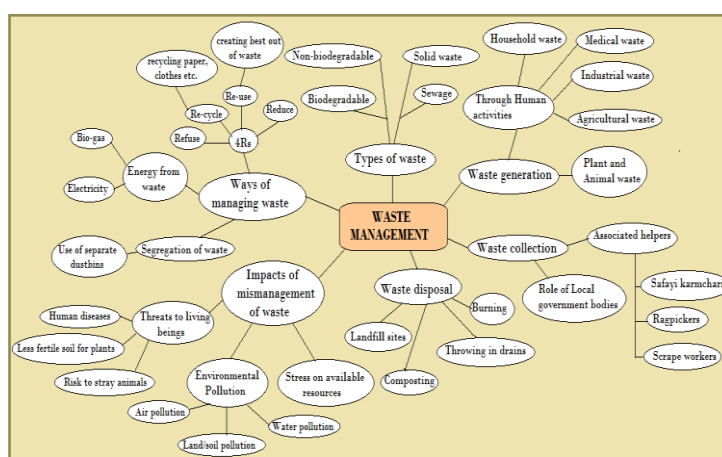 creating best out
of waste
recycling paper,
clothes etc.
Re-use
Reduce
Re-cycle
Refuse
4Rs
Bio-gas
Energy from
waste
Electricity
Ways of
managing waste
Use of separate
dustbins
Segregation of waste
Non-biodegradable
Solid waste
Biodegradable
Sewage
Types of waste
Household waste
Medical waste
Industrial waste
Through Human
activities
Agricultural waste
Waste generation
Plant and
Animal waste
WASTE
MANAGEMENT
Waste collection
Associated helpers
Role of Local
government bodies
Safayi karmchari
Ragpickers
Scrape workers
Waste disposal
Burning
Landfill sites
Throwing in drains
Composting
Impacts of
mismanagement
of waste
Threats to living
beings
Human diseases
Less fertile soil for plants
Risk to stray animals
Environmental
Pollution
Stress on available
resources
Air pollution
Water pollution
Land/soil pollution